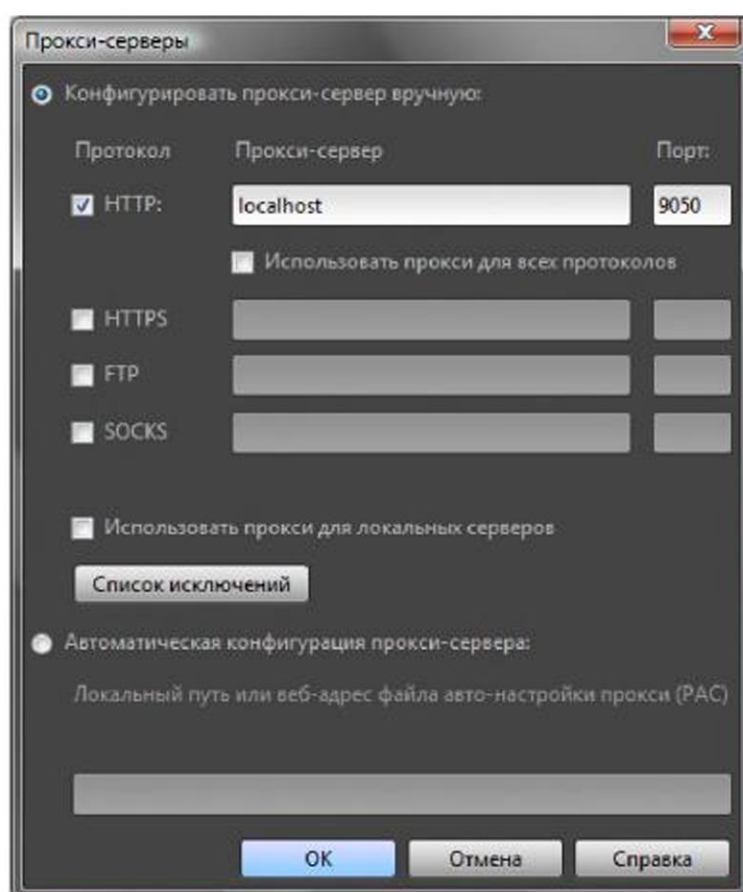 Прокси-серверы
Конфигурировать прокси-сервер вручную:
Протокол Прокси-сервер Порт:
HTTP: localhost 9050
Использовать прокси для всех протоколов
HTTPS
FTP
SOCKS
Использовать прокси для локальных серверов
Список исключений
Автоматическая конфигурация прокси-сервера:
Локальный путь или веб-адрес файла авто-настройки прокси (PAC)
OK Отмена Справка